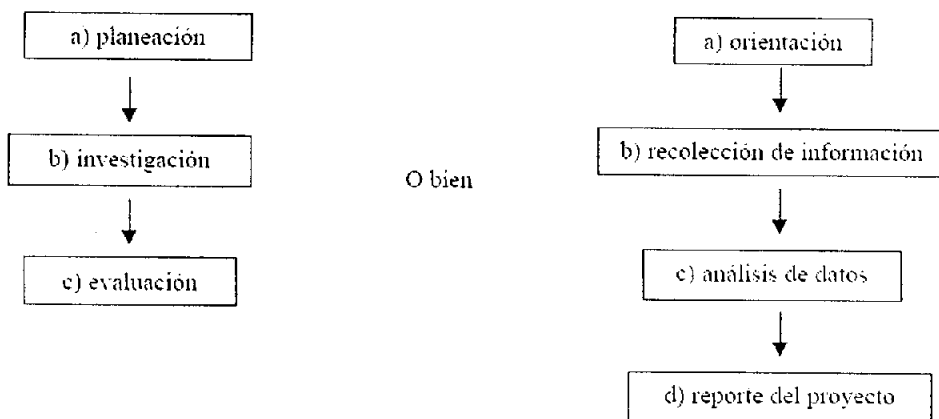 a) planeación
b) investigación
c) evaluación
O bien
a) orientación
b) recolección de información
c) análisis de datos
d) reporte del proyecto